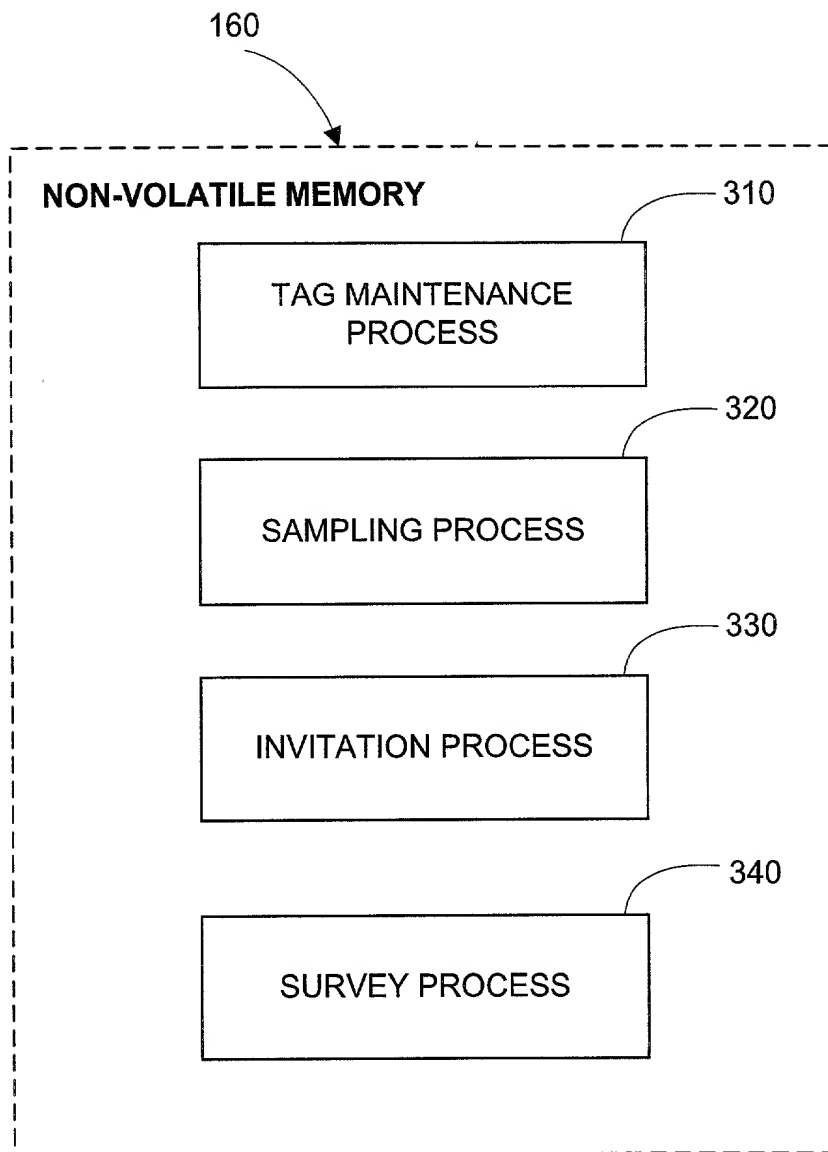 160
NON-VOLATILE MEMORY
310
TAG MAINTENANCE
PROCESS
320
SAMPLING PROCESS
330
INVITATION PROCESS
340
SURVEY PROCESS